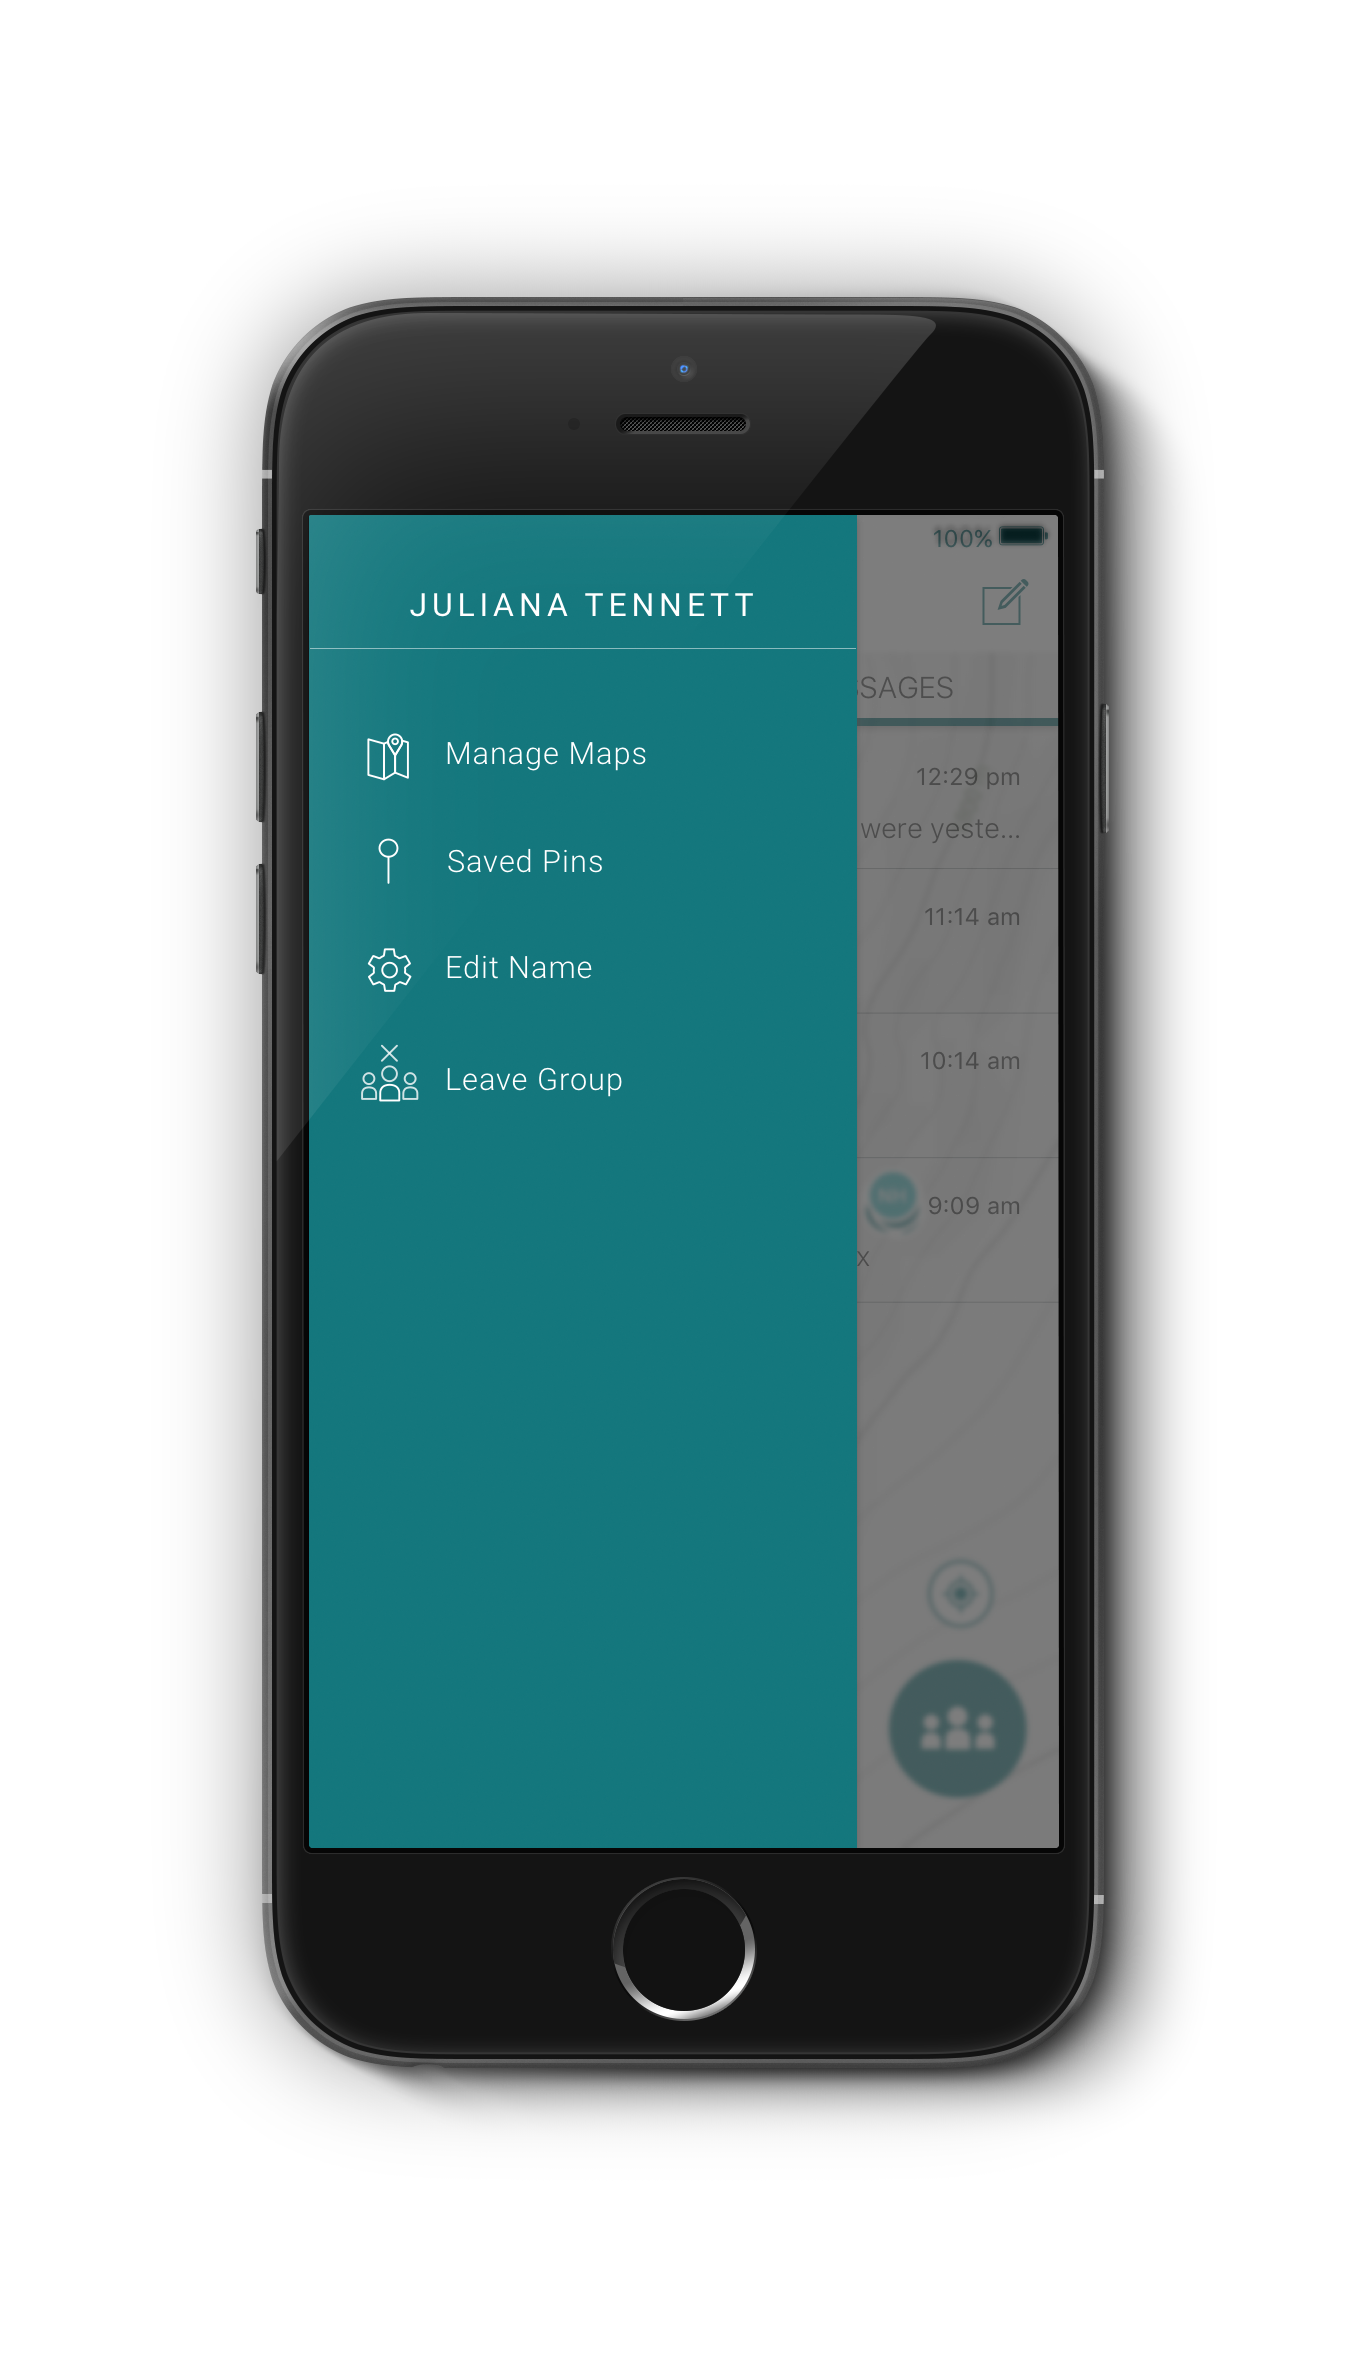 100%
JULIANA TENNETT
SSAGES
Manage Maps
12:29 pm
were yeste...
Saved Pins
11:14 am
Edit Name
10:14 am
Leave Group
9:09 am
x